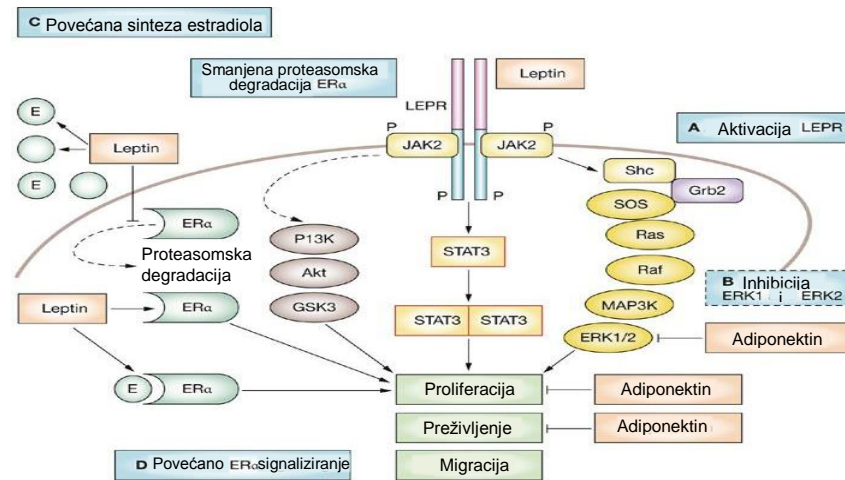 C Povećana sinteza estradiola
Smanjena proteasomska
degradacija ERα
Leptin
LEPR
A Aktivacija LEPR
E
Leptin
E
P
JAK2
JAK2
P
P
P
Shc
Grb2
SOS
Ras
Raf
MAP3K
ERK1/2
ERα
Proteasomska
degradacija
P13K
Akt
GSK3
STAT3
STAT3 STAT3
B Inhibicija
ERK1 i ERK2
Adiponektin
Leptin
ERα
E ERα
Proliferacija
Adiponektin
Preživljenje
Adiponektin
Migracija
D Povećano ERα signaliziranje